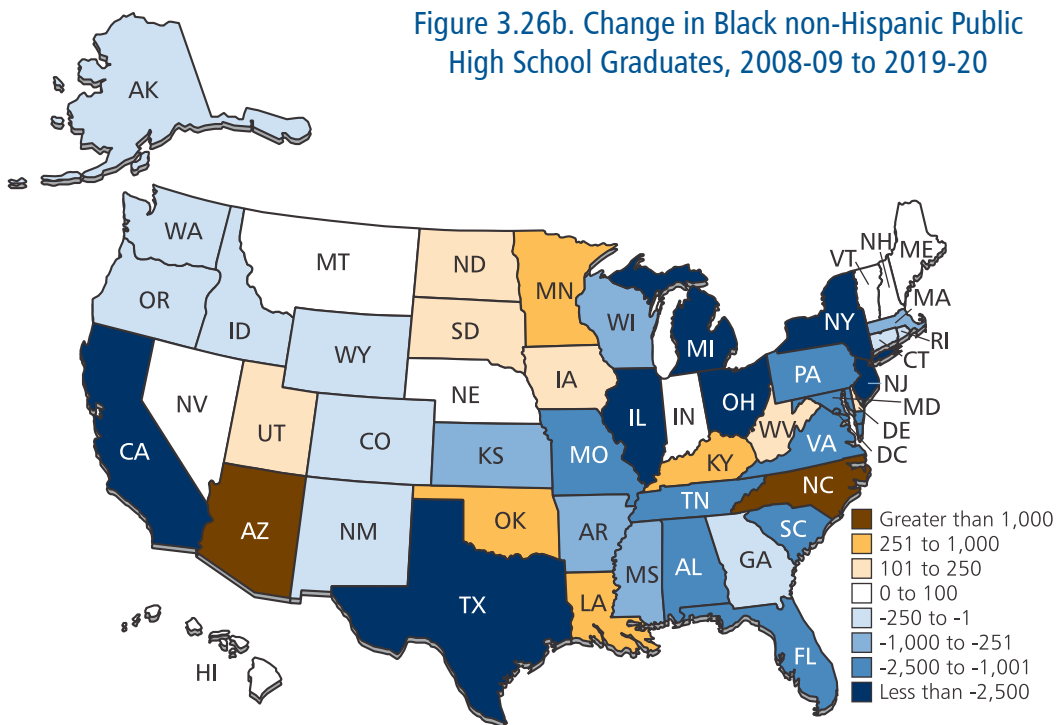 Figure 3.26b. Change in Black non-Hispanic Public
High School Graduates, 2008-09 to 2019-20
AK
WA
MT
ND
MN
VT
NH
ME
OR
ID
SD
WI
MA
NY
MI
RI
WY
CT
IA
PA
NJ
NE
NV
OH
MD
UT
IL
IN
DE
CO
WV
CA
KS
MO
VA
DC
KY
NC
TN
AZ
OK
NM
AR
SC
GA
MS
AL
TX
LA
FL
HI
Greater than 1,000
251 to 1,000
101 to 250
0 to 100
-250 to -1
-1,000 to -251
-2,500 to -1,001
Less than -2,500